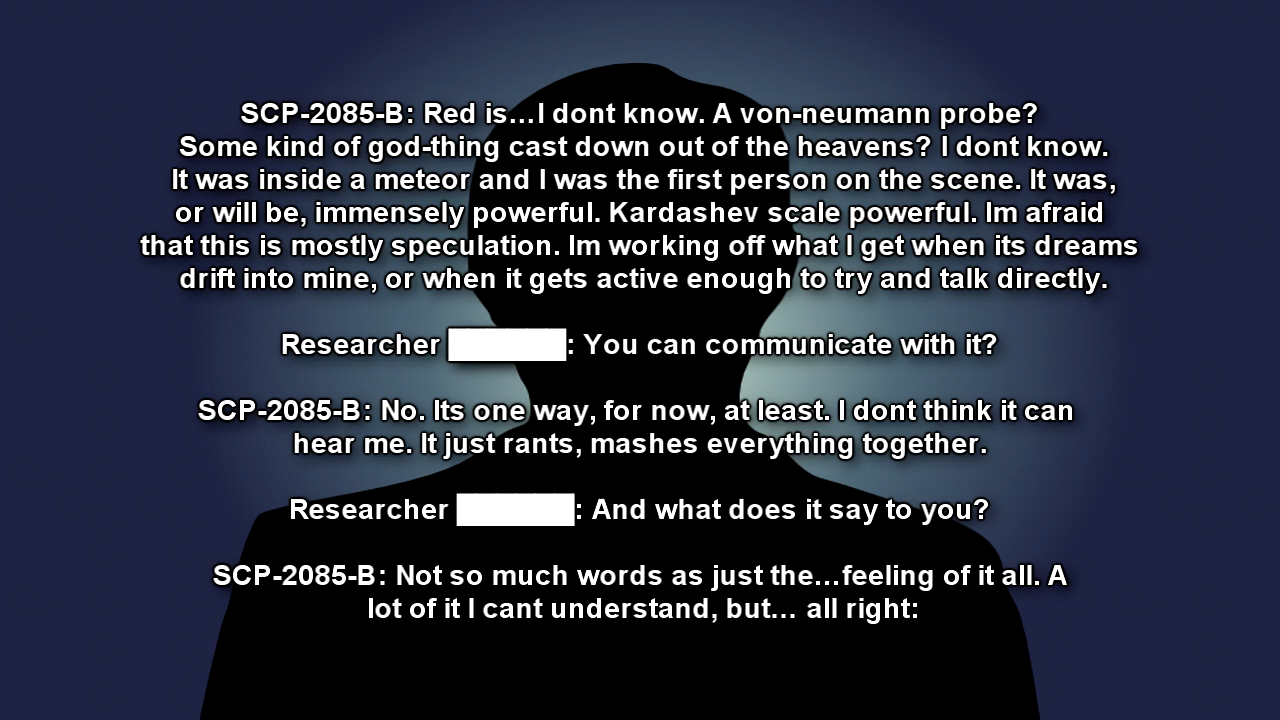 SCP-2085-B: Red is…I dont know. A von-neumann probe?
Some kind of god-thing cast down out of the heavens? I dont know.
It was inside a meteor and I was the first person on the scene. It was,
or will be, immensely powerful. Kardashev scale powerful. Im afraid
that this is mostly speculation. Im working off what I get when its dreams
drift into mine, or when it gets active enough to try and talk directly.
Researcher ██████: You can communicate with it?
SCP-2085-B: No. Its one way, for now, at least. I dont think it can
hear me. It just rants, mashes everything together.
Researcher ██████: And what does it say to you?
SCP-2085-B: Not so much words as just the…feeling of it all. A
lot of it I cant understand, but… all right: